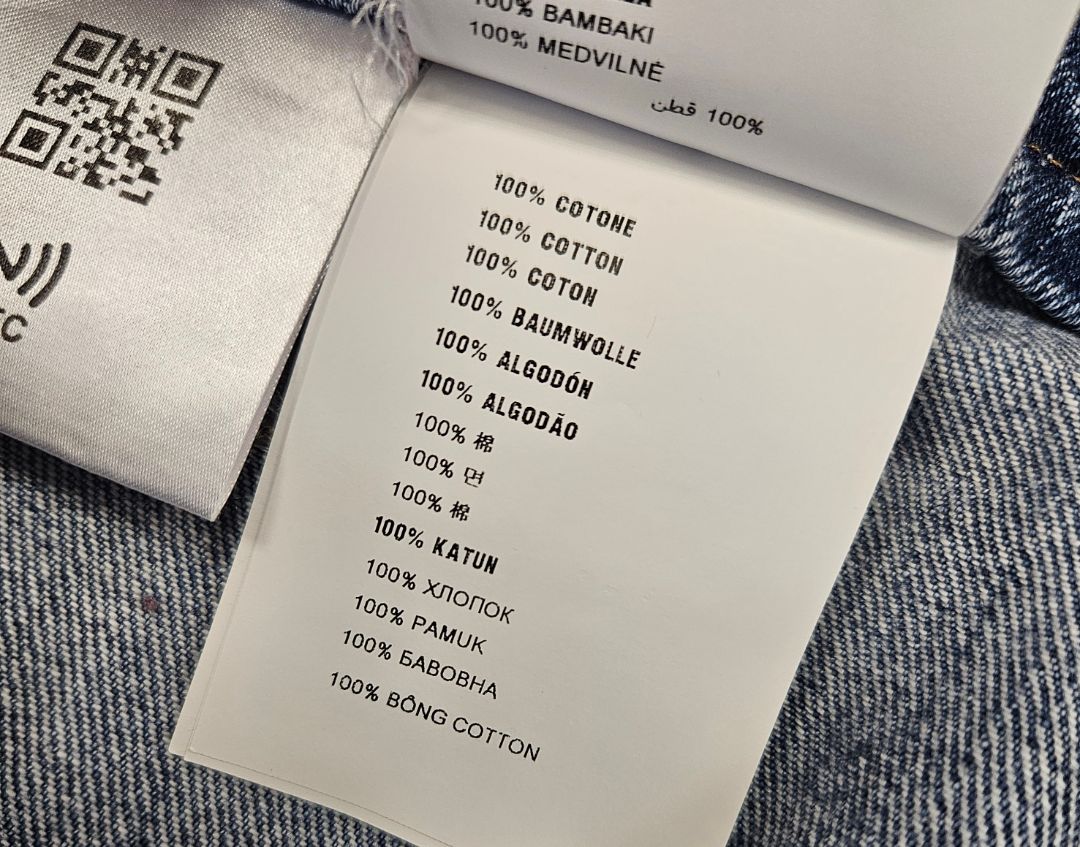 100% BAMBAKI
100% MEDVILNĖ
100% قطن
100% COTONE
100% COTTON
100% COTON
100% BAUMWOLLE
100% ALGODÓN
100% ALGODÃO
100% 棉
100% 면
100% 棉
100% KATUN
100% ХЛОПОК
100% PAMUK
100% БАВОВНА
100% BÔNG COTTON